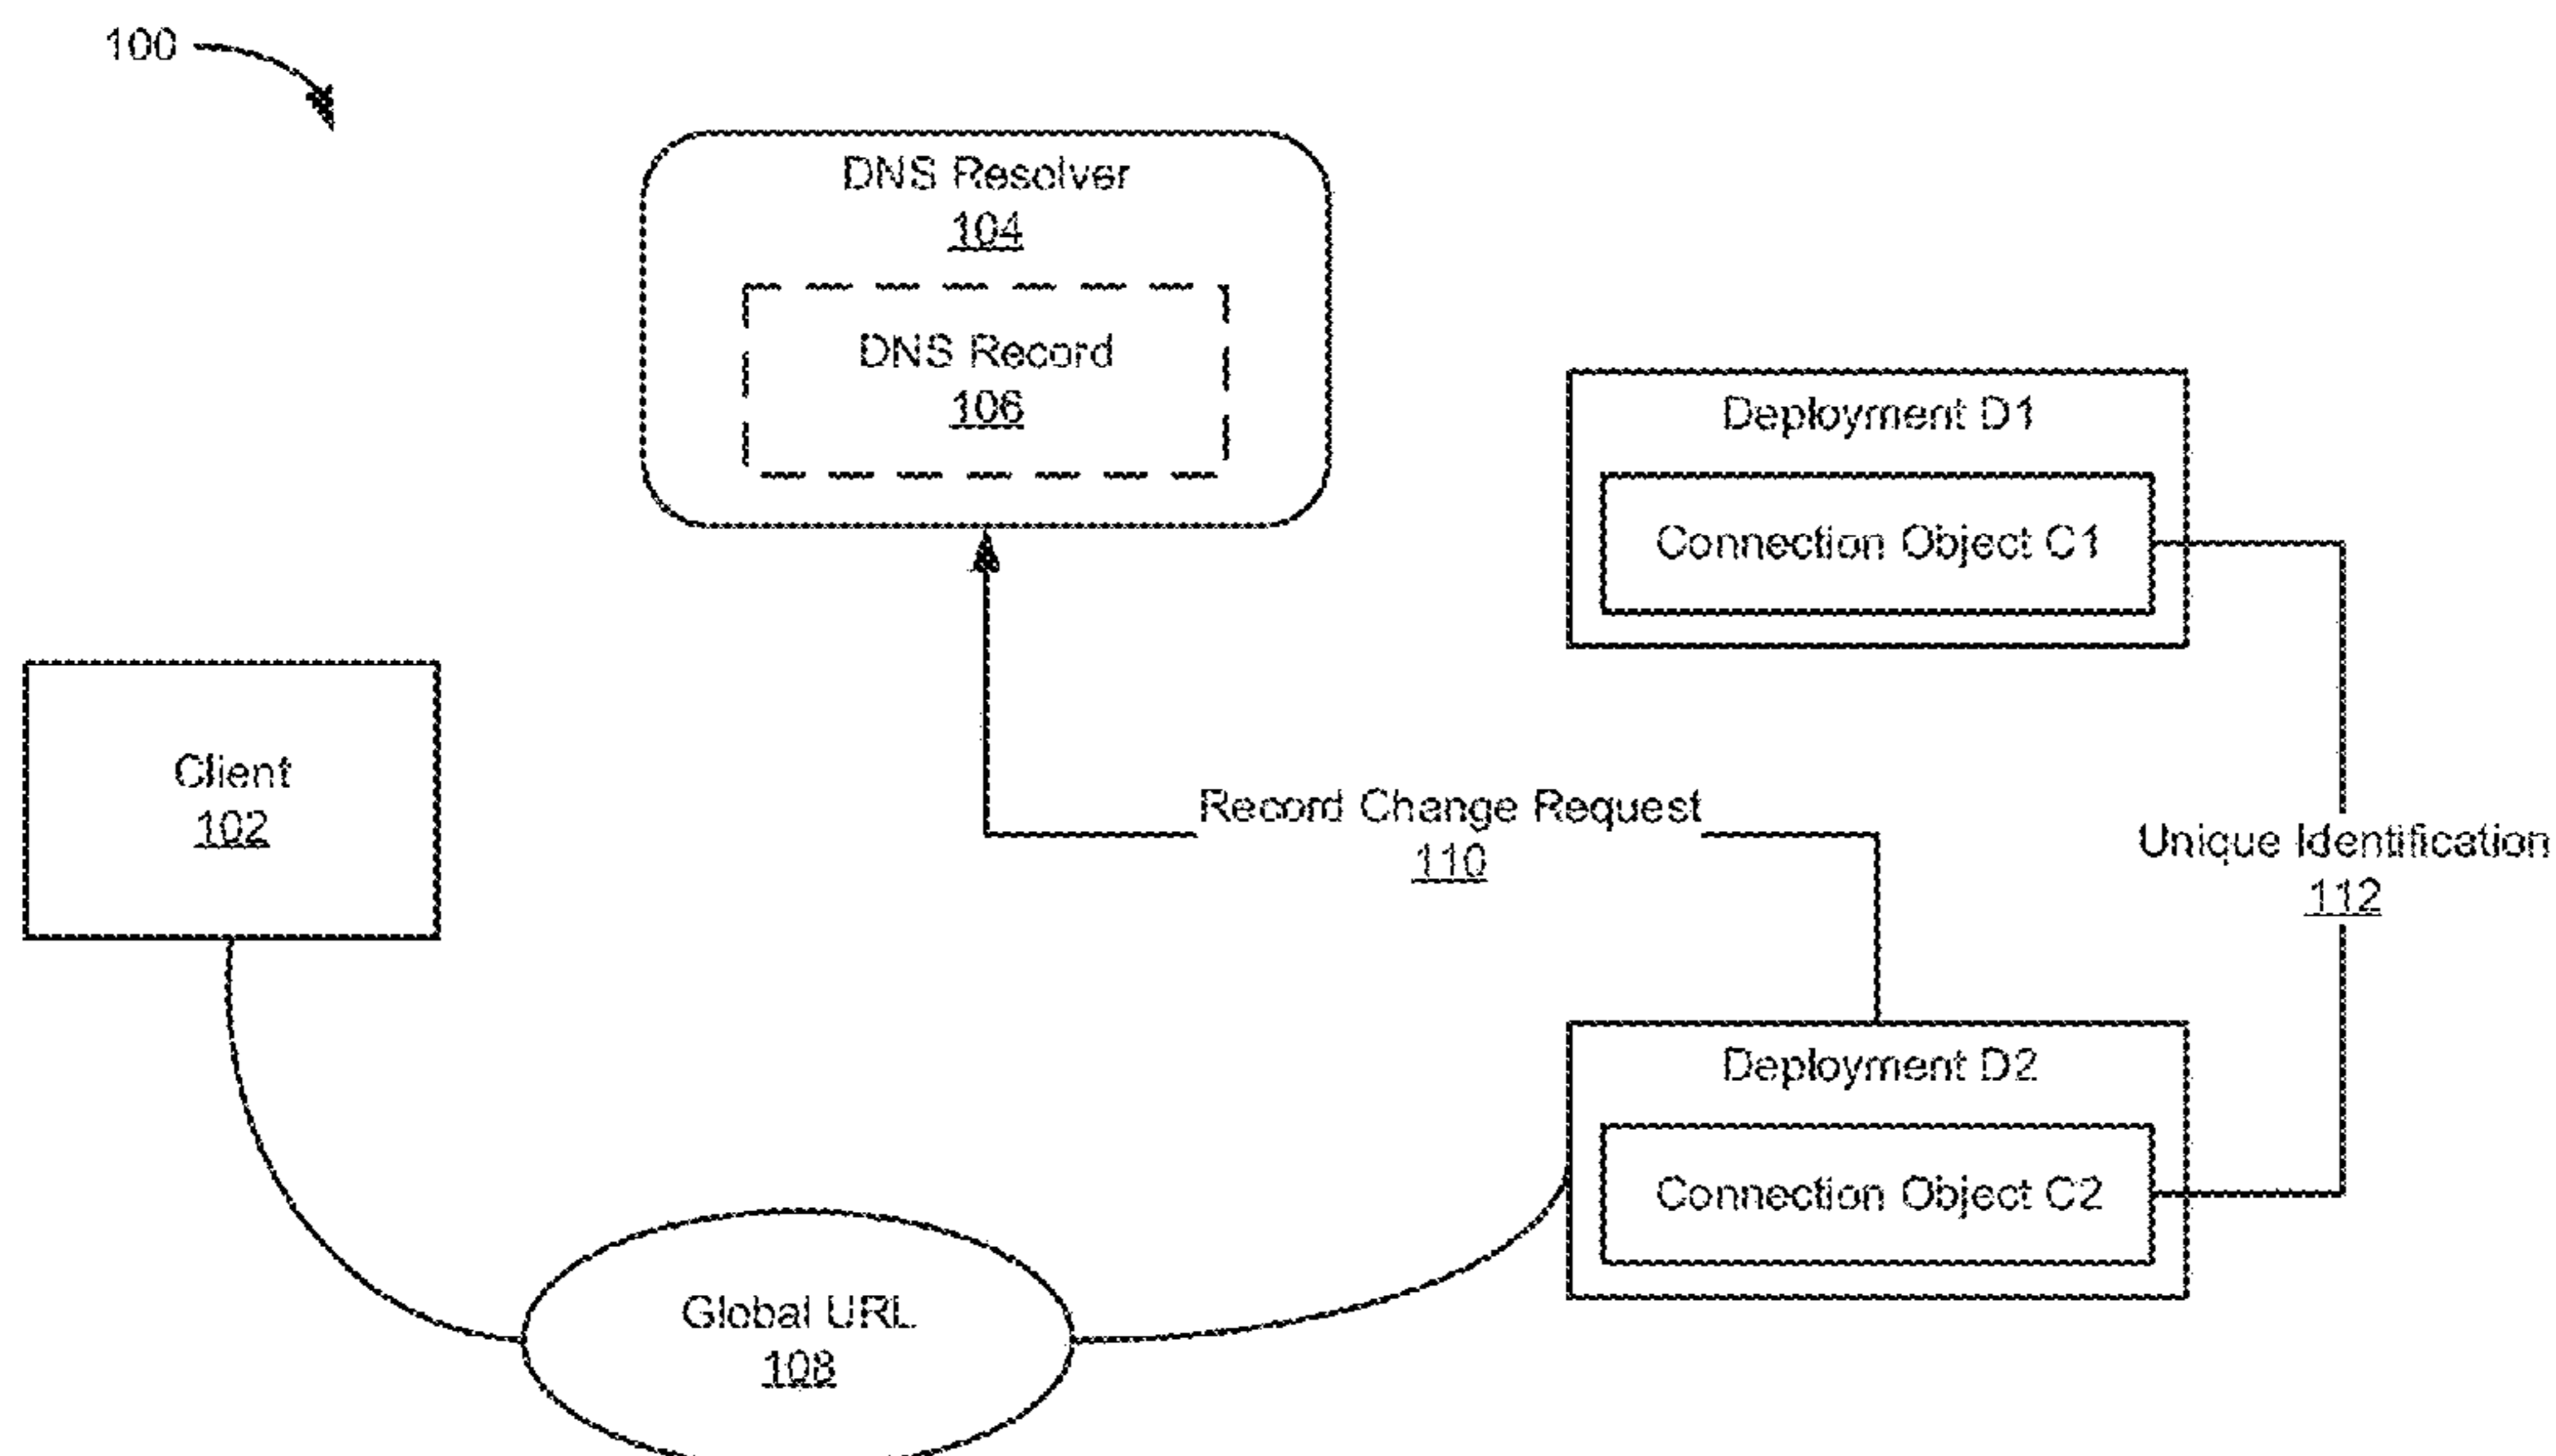 100
DNS Resolver
104
DNS Record
106
Deployment D1
Connection Object C1
Client
102
Record Change Request
110
Unique Identification
112
Deployment D2
Connection Object C2
Global URL
108